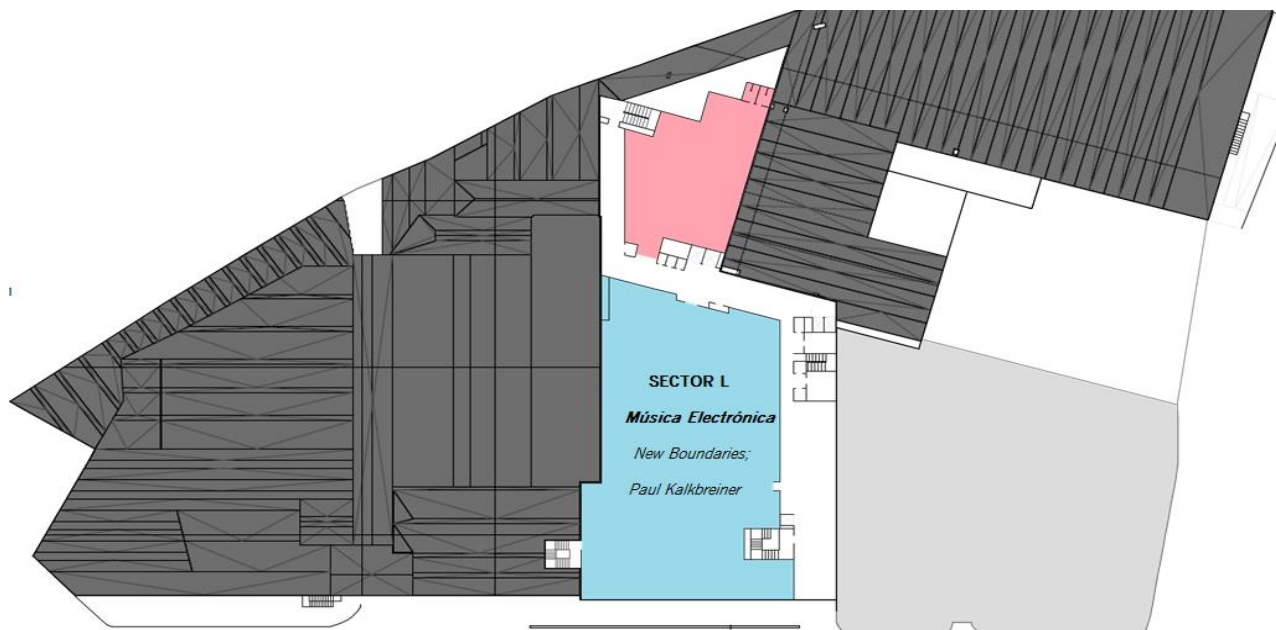 SECTOR L
Música Electrónica
New Boundaries;
Paul Kalkbreiner